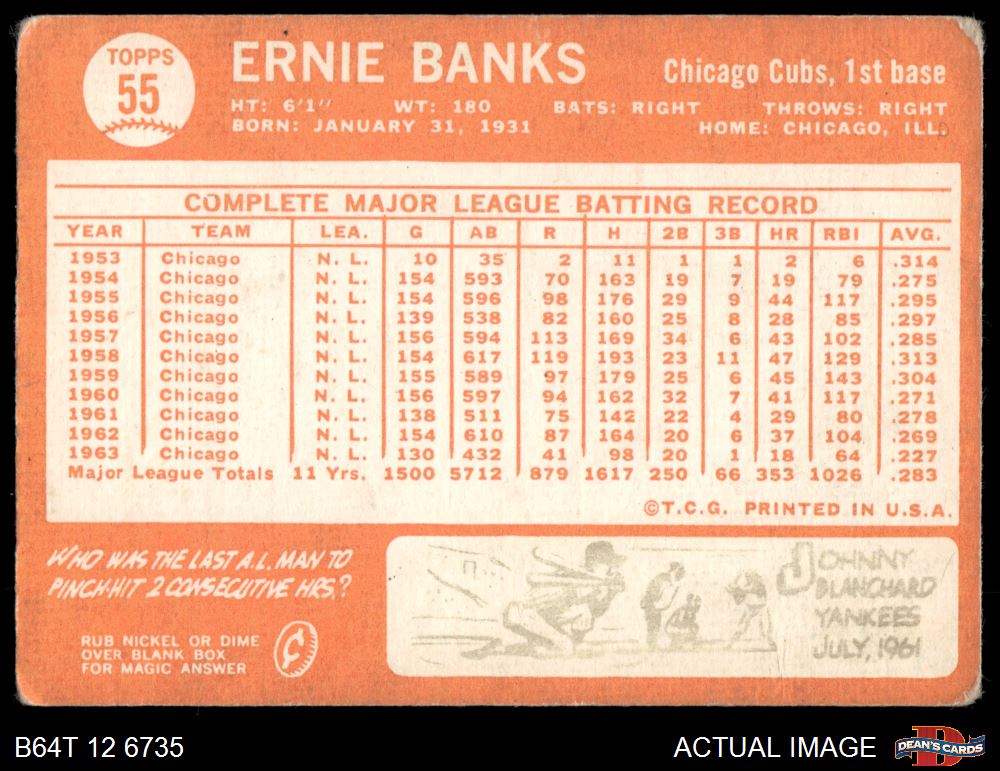 TOPPS
55
ERNIE BANKS
Chicago Cubs, 1st base
HT: 6'1" WT: 180 BATS: RIGHT THROWS: RIGHT
BORN: JANUARY 31, 1931 HOME: CHICAGO, ILL.
COMPLETE MAJOR LEAGUE BATTING RECORD
YEAR TEAM LEA. G AB R H 2B 3B HR RBI AVG.
1953 Chicago N. L. 10 35 2 11 1 1 2 6 .314
1954 Chicago N. L. 154 593 70 163 19 7 19 79 .275
1955 Chicago N. L. 154 596 98 176 29 9 44 117 .295
1956 Chicago N. L. 139 538 82 160 25 8 28 85 .297
1957 Chicago N. L. 156 594 113 169 34 6 43 102 .285
1958 Chicago N. L. 154 617 119 193 23 11 47 129 .313
1959 Chicago N. L. 155 589 97 179 25 6 45 143 .304
1960 Chicago N. L. 156 597 94 162 32 7 41 117 .271
1961 Chicago N. L. 138 511 75 142 22 4 29 80 .278
1962 Chicago N. L. 154 610 87 164 20 6 37 104 .269
1963 Chicago N. L. 130 432 41 98 20 1 18 64 .227
Major League Totals 11 Yrs. 1500 5712 879 1617 250 66 353 1026 .283
©T.C.G. PRINTED IN U.S.A.
WHO WAS THE LAST A.L. MAN TO
PINCH-HIT 2 CONSECUTIVE HRS.?
RUB NICKEL OR DIME
OVER BLANK BOX
FOR MAGIC ANSWER
¢
JOHNNY
BLANCHARD
YANKEES
JULY, 1961
B64T 12 6735
ACTUAL IMAGE
D
DEAN'S CARDS